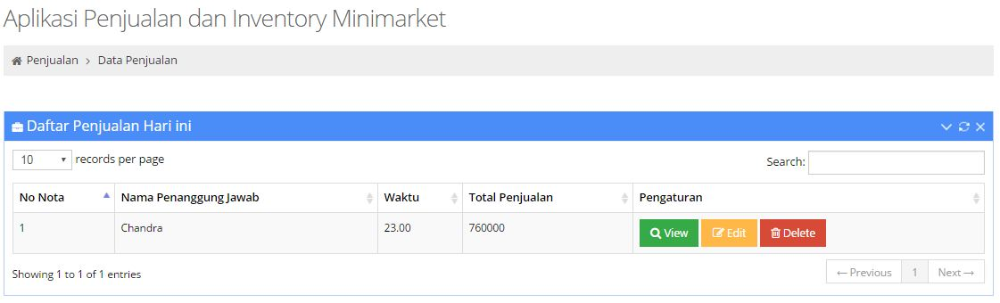 Aplikasi Penjualan dan Inventory Minimarket
Penjualan > Data Penjualan
Daftar Penjualan Hari ini
10 records per page Search:
No Nota Nama Penanggung Jawab Waktu Total Penjualan Pengaturan
1 Chandra 23.00 760000 View Edit Delete
Showing 1 to 1 of 1 entries ← Previous 1 Next →